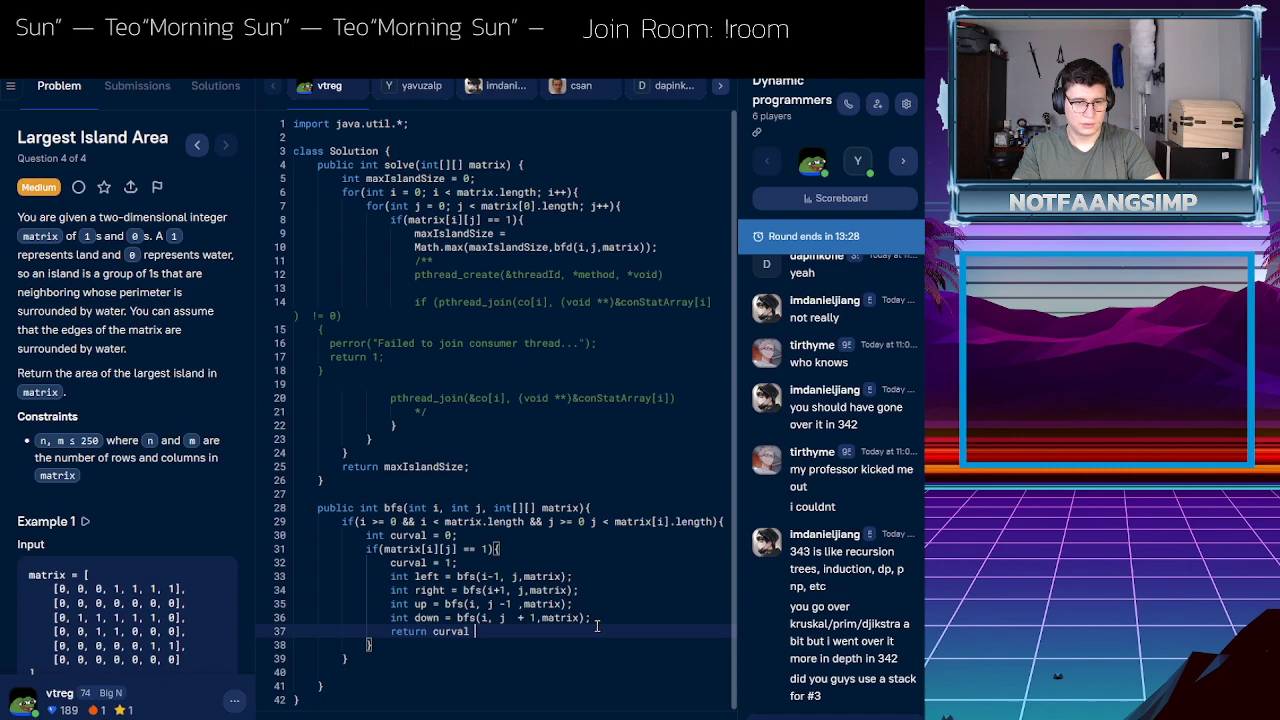 Sun” — Teo“Morning Sun” — Teo“Morning Sun” –
Join Room: !room
Problem
Submissions
Solutions
Largest Island Area
Question 4 of 4
Medium
You are given a two-dimensional integer
matrix of 1s and 0s. A 1
represents land and 0 represents water,
so an island is a group of 1s that are
neighboring whose perimeter is
surrounded by water. You can assume
that the edges of the matrix are
surrounded by water.
Return the area of the largest island in
matrix.
Constraints
n, m ≤ 250 where n and m are
the number of rows and columns in
matrix
Example 1
Input
matrix = [
[0, 0, 0, 1, 1, 1, 1],
[0, 0, 0, 0, 0, 0, 0],
[0, 1, 1, 1, 1, 1, 0],
[0, 0, 1, 1, 0, 0, 0],
[0, 0, 0, 0, 0, 0, 0],
[0, 0, 0, 0, 0, 0, 0]
]
vtreg 74 Big N
189 1 1
vtreg
Y yavuzalp
imdani...
csan
D dapink...
1 import java.util.*;
2
3 class Solution {
4 public int solve(int[][] matrix) {
5 int maxIslandSize = 0;
6 for(int i = 0; i < matrix.length; i++){
7 for(int j = 0; j < matrix[0].length; j++){
8 if(matrix[i][j] == 1){
9 maxIslandSize =
10 Math.max(maxIslandSize,bfd(i,j,matrix));
11 /**
12 pthread_create(&threadId, *method, *void)
13
14 if (pthread_join(co[i], (void **)&conStatArray[i]
) != 0)
15 {
16 perror("Failed to join consumer thread...");
17 return 1;
18 }
19
20 pthread_join(&co[i], (void **)&conStatArray[i])
21 */
22 }
23 }
24 }
25 return maxIslandSize;
26 }
27
28 public int bfs(int i, int j, int[][] matrix){
29 if(i >= 0 && i < matrix.length && j >= 0 j < matrix[i].length){
30 int curval = 0;
31 if(matrix[i][j] == 1){
32 curval = 1;
33 int left = bfs(i-1, j,matrix);
34 int right = bfs(i+1, j,matrix);
35 int up = bfs(i, j -1 ,matrix);
36 int down = bfs(i, j  + 1,matrix);
37 return curval
38 }
39 }
40
41 }
42 }
Dynamic
programmers
6 players
Y
Scoreboard
Round ends in 13:28
D
yeah
imdanieljiang Today ...
not really
tirthyme Today at 11:0...
who knows
imdanieljiang Today ...
you should have gone
over it in 342
tirthyme Today at 11:0...
my professor kicked me
out
i couldnt
imdanieljiang Today ...
343 is like recursion
trees, induction, dp, p
np, etc
you go over
kruskal/prim/djikstra a
bit but i went over it
more in depth in 342
did you guys use a stack
for #3
NOTFAANGSIMP